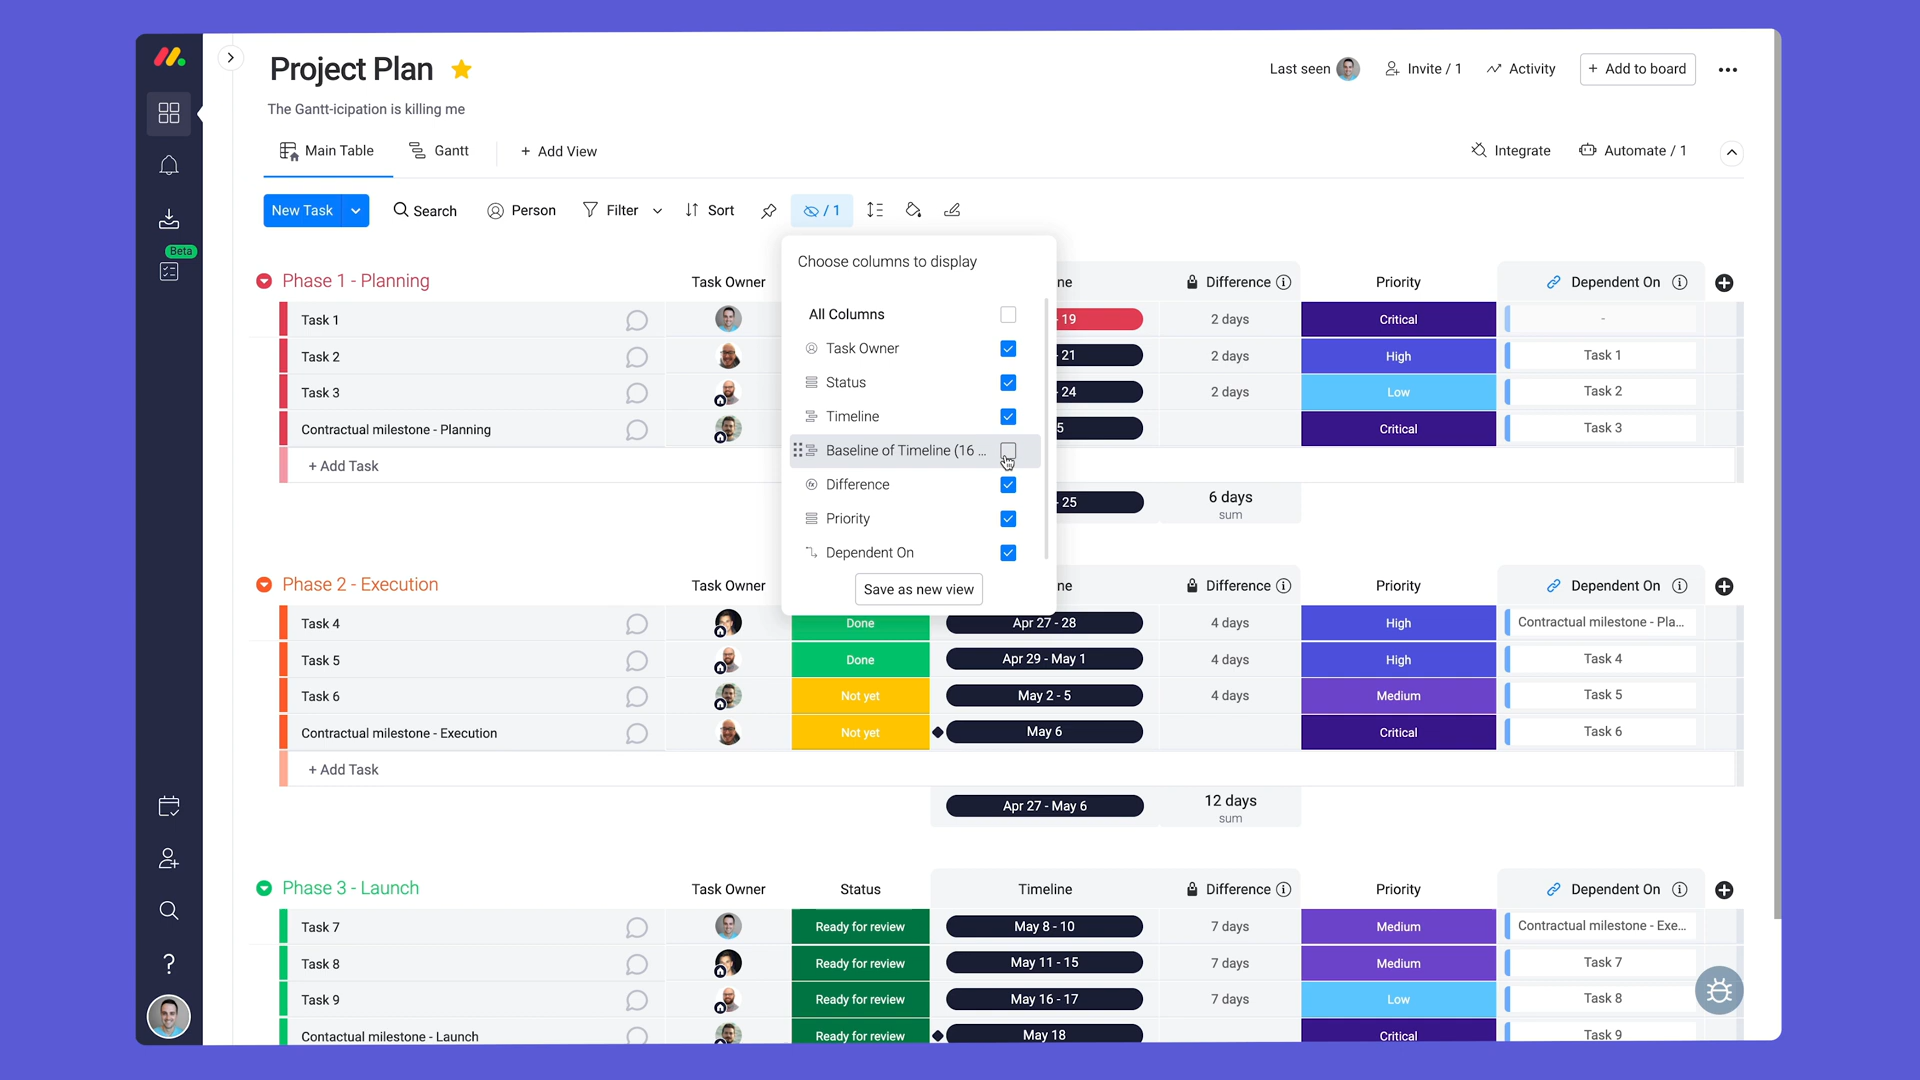 Project Plan
Last seen
Invite / 1
Activity
+ Add to board
The Gantt-icipation is killing me
Main Table
Gantt
+ Add View
Integrate
Automate / 1
New Task
Search
Person
Filter
Sort
/ 1
Beta
Choose columns to display
All Columns
Task Owner
Status
Timeline
Baseline of Timeline (16 ...
Difference
Priority
Dependent On
Save as new view
Phase 1 - Planning
Task Owner
ne
Difference
Priority
Dependent On
Task 1
- 19
2 days
Critical
-
Task 2
- 21
2 days
High
Task 1
Task 3
- 24
2 days
Low
Task 2
Contractual milestone - Planning
5
Critical
Task 3
+ Add Task
- 25
6 days
sum
Phase 2 - Execution
Task Owner
ne
Difference
Priority
Dependent On
Task 4
Done
Apr 27 - 28
4 days
High
Contractual milestone - Pla...
Task 5
Done
Apr 29 - May 1
4 days
High
Task 4
Task 6
Not yet
May 2 - 5
4 days
Medium
Task 5
Contractual milestone - Execution
Not yet
May 6
Critical
Task 6
+ Add Task
Apr 27 - May 6
12 days
sum
Phase 3 - Launch
Task Owner
Status
Timeline
Difference
Priority
Dependent On
Task 7
Ready for review
May 8 - 10
7 days
Medium
Contractual milestone - Exe...
Task 8
Ready for review
May 11 - 15
7 days
Medium
Task 7
Task 9
Ready for review
May 16 - 17
7 days
Low
Task 8
Contactual milestone - Launch
Ready for review
May 18
Critical
Task 9